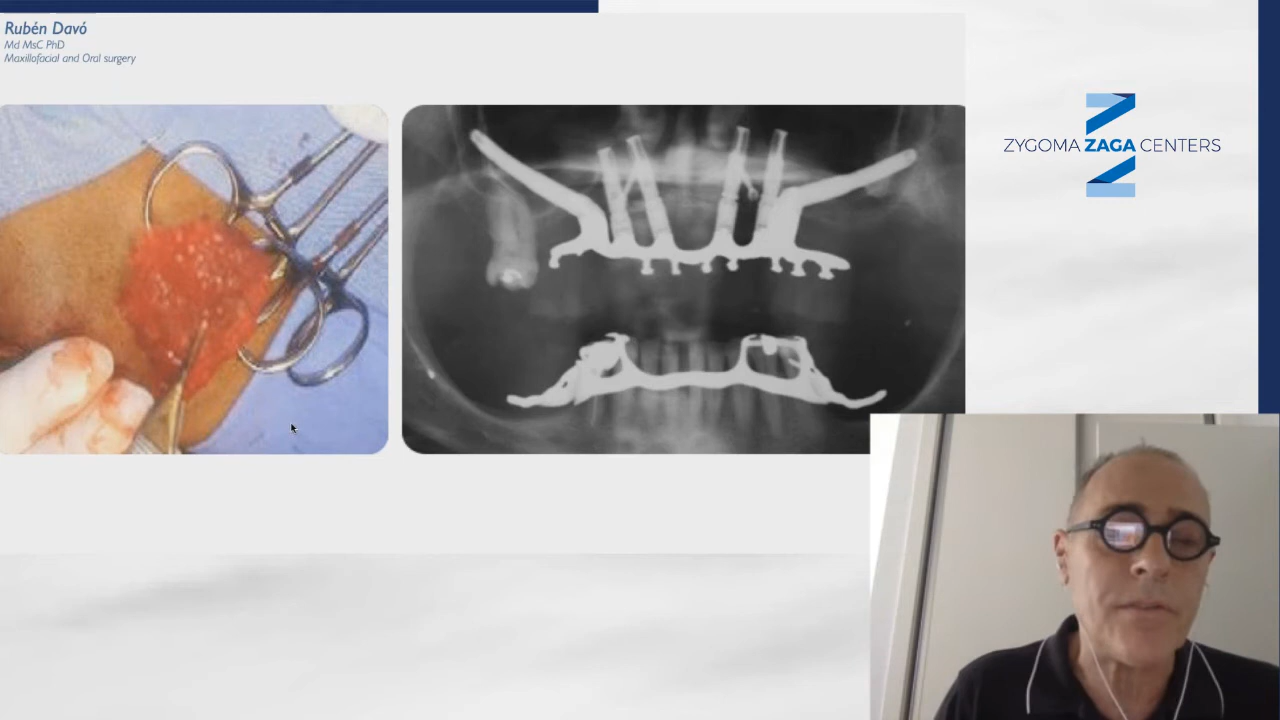 Rubén Davó
Md MsC PhD
Maxillofacial and Oral surgery
ZYGOMA ZAGA CENTERS